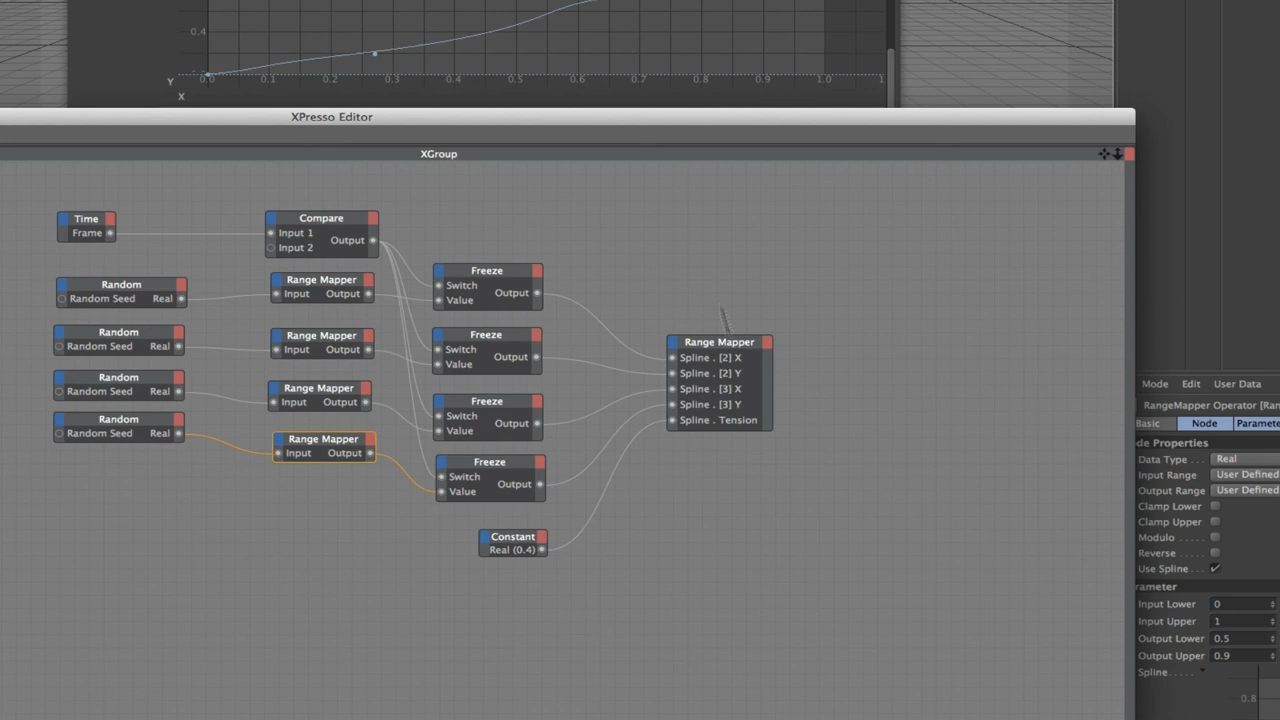 0.4
Y
0.0 0.1 0.2 0.3 0.4 0.5 0.6 0.7 0.8 0.9 1.0 1
X
XPresso Editor
XGroup
Time
Frame
Compare
Input 1
Output
Input 2
Random
Random Seed Real
Range Mapper
Input Output
Freeze
Switch
Output
Value
Random
Random Seed Real
Range Mapper
Input Output
Freeze
Switch
Output
Value
Random
Random Seed Real
Range Mapper
Input Output
Freeze
Switch
Output
Value
Random
Random Seed Real
Range Mapper
Input Output
Freeze
Switch
Output
Value
Constant
Real (0.4)
Range Mapper
Spline . [2] X
Spline . [2] Y
Spline . [3] X
Spline . [3] Y
Spline . Tension
Mode Edit User Data
RangeMapper Operator [Ran
Basic Node Paramete
de Properties
Data Type . . Real
Input Range User Defined
Output Range User Defined
Clamp Lower
Clamp Upper
Modulo . . . . .
Reverse . . . .
Use Spline . . .
rameter
Input Lower 0
Input Upper 1
Output Lower 0.5
Output Upper 0.9
Spline . . . . .
0.8